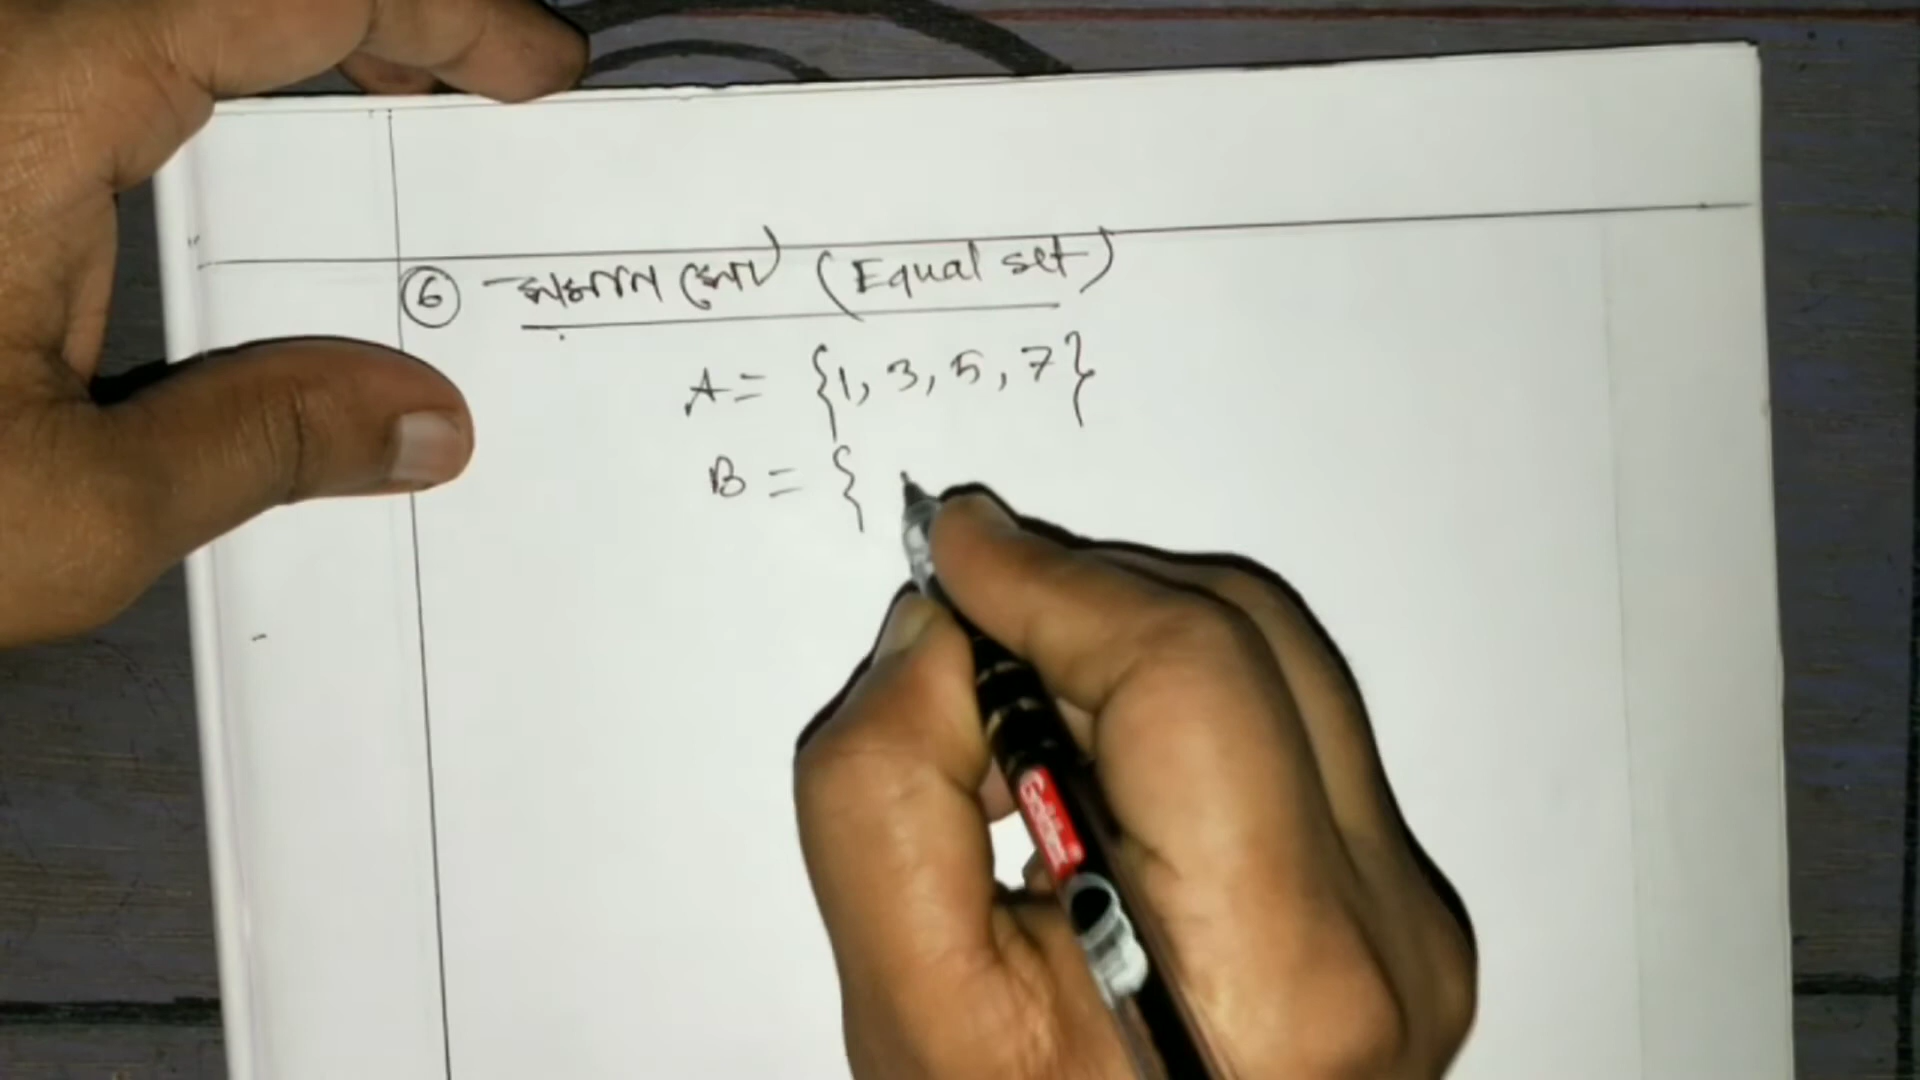 ⑥ সমান সেট (Equal set)
A = {1, 3, 5, 7}
B = {